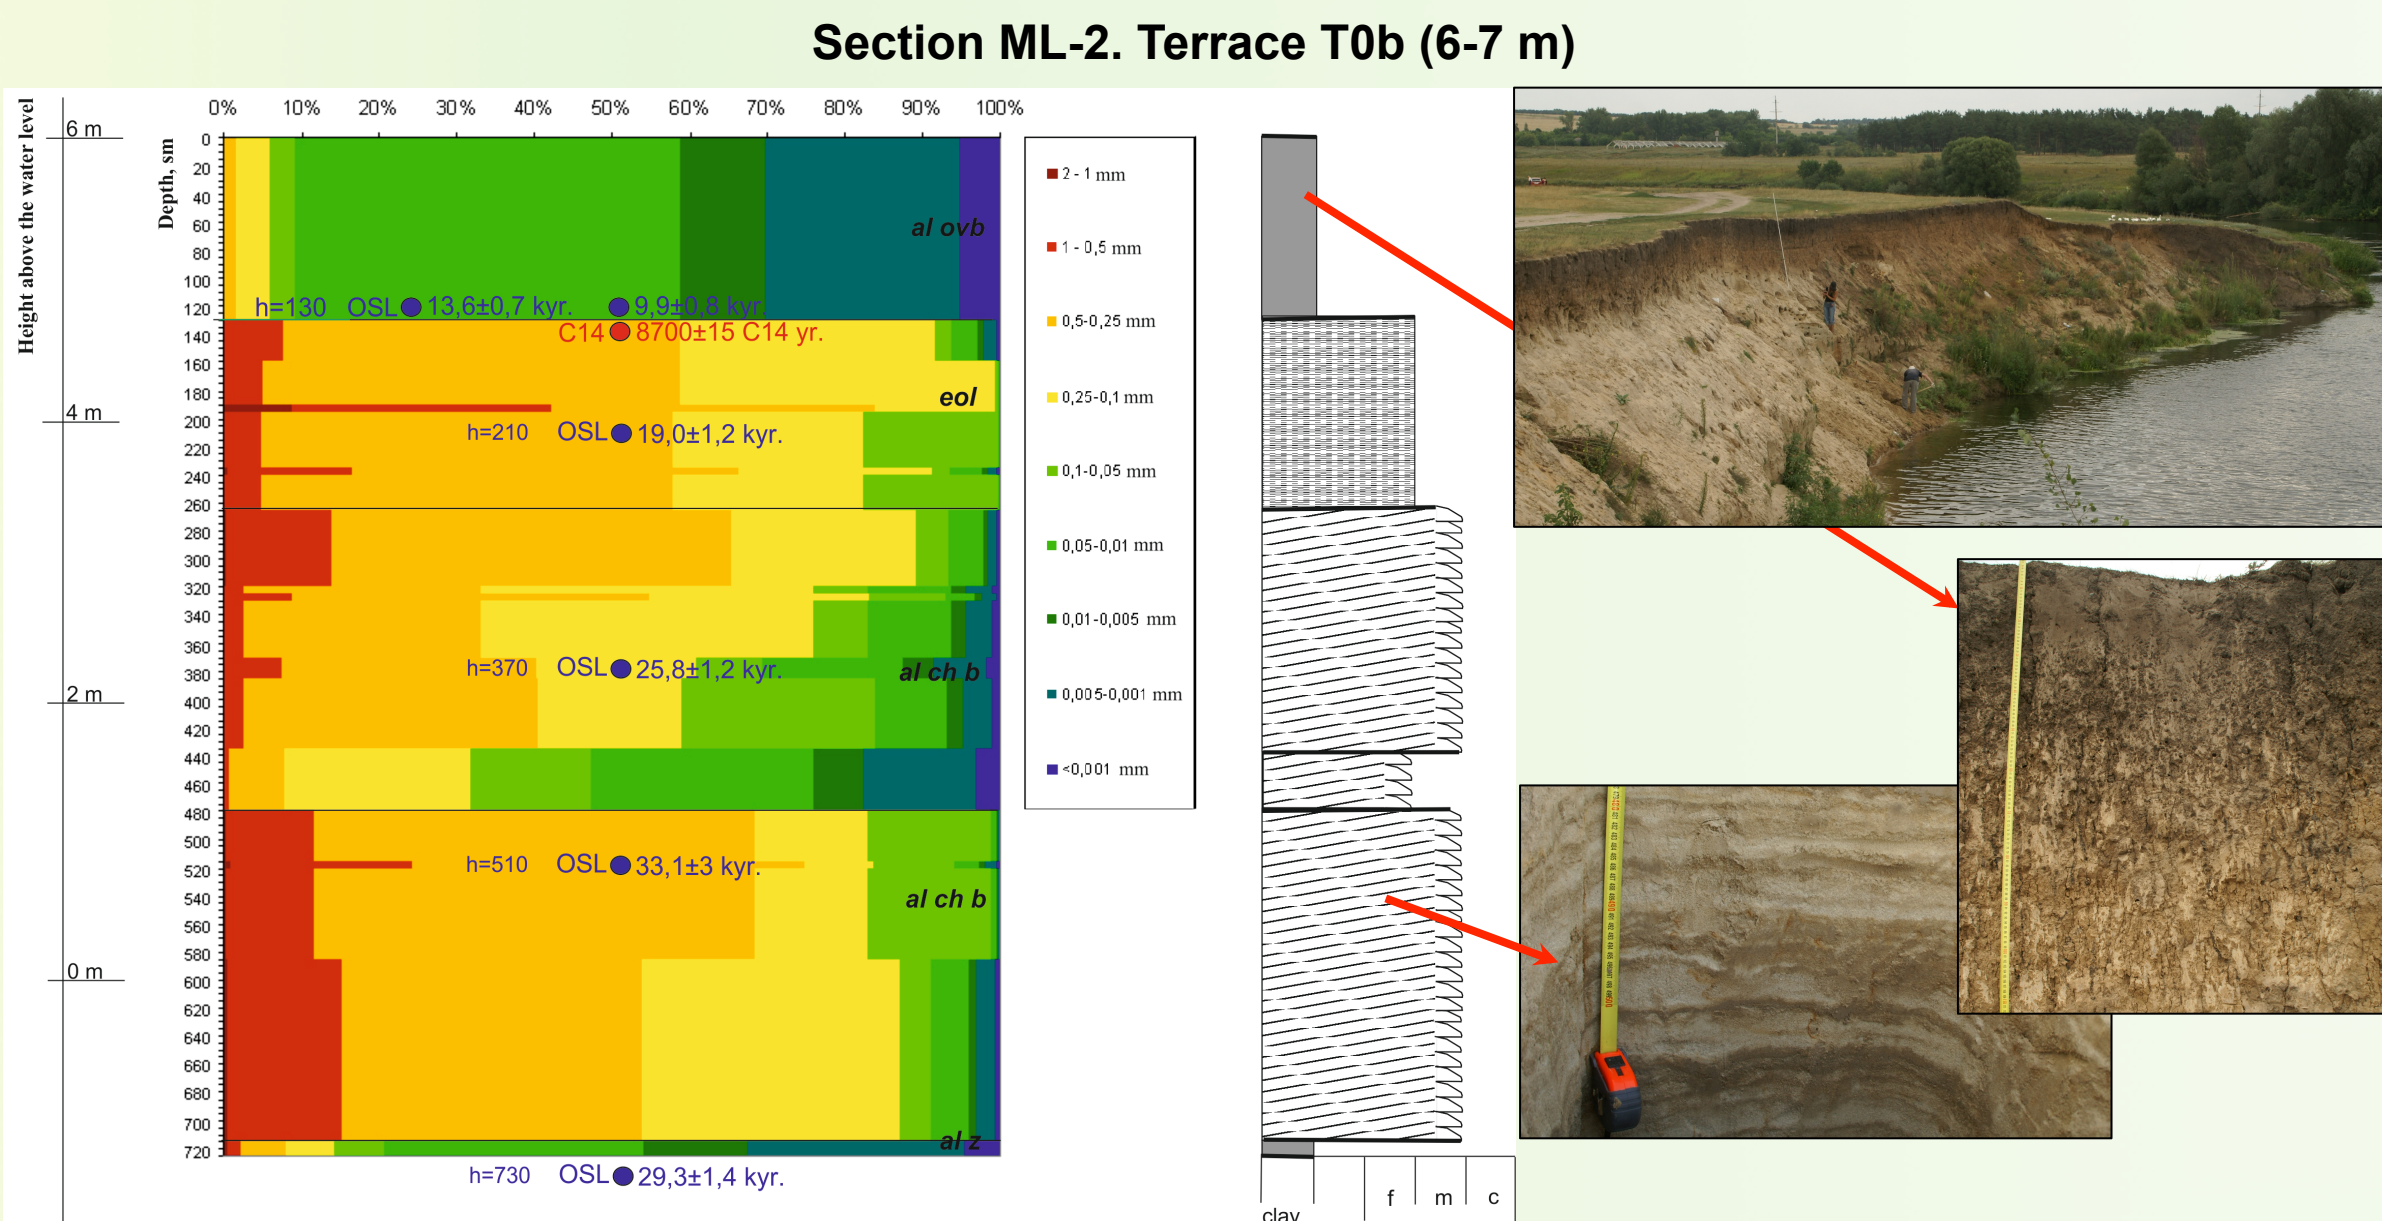 Section ML-2. Terrace T0b (6-7 m)
Height above the water level
6 m
4 m
2 m
0 m
Depth, sm
0% 10% 20% 30% 40% 50% 60% 70% 80% 90% 100%
0
20
40
60
80
100
120
140
160
180
200
220
240
260
280
300
320
340
360
380
400
420
440
460
480
500
520
540
560
580
600
620
640
660
680
700
720
al ovb
h=130 OSL 13,6±0,7 kyr. 9,9±0,8 kyr.
C14 8700±15 C14 yr.
eol
h=210 OSL 19,0±1,2 kyr.
h=370 OSL 25,8±1,2 kyr.
al ch b
h=510 OSL 33,1±3 kyr.
al ch b
al z
h=730 OSL 29,3±1,4 kyr.
2 - 1 mm
1 - 0,5 mm
0,5-0,25 mm
0,25-0,1 mm
0,1-0,05 mm
0,05-0,01 mm
0,01-0,005 mm
0,005-0,001 mm
<0,001 mm
f m c
clay